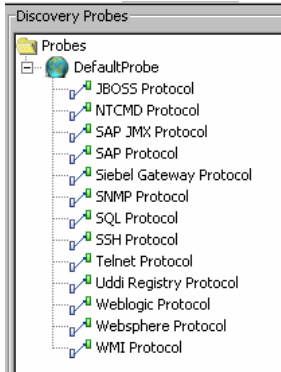 Discovery Probes
Probes
DefaultProbe
JBOSS Protocol
NTCMD Protocol
SAP JMX Protocol
SAP Protocol
Siebel Gateway Protocol
SNMP Protocol
SQL Protocol
SSH Protocol
Telnet Protocol
Uddi Registry Protocol
Weblogic Protocol
Websphere Protocol
WMI Protocol